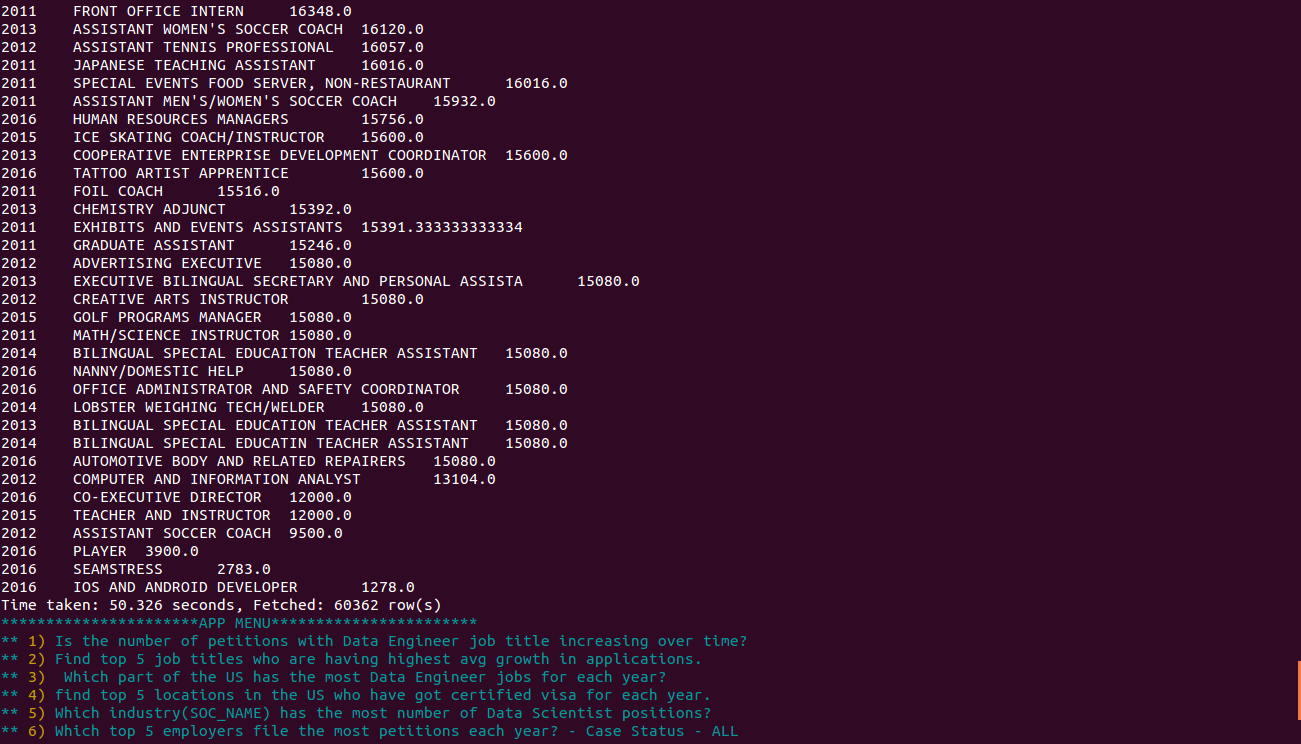 2011 FRONT OFFICE INTERN 16348.0
2013 ASSISTANT WOMEN'S SOCCER COACH 16120.0
2012 ASSISTANT TENNIS PROFESSIONAL 16057.0
2011 JAPANESE TEACHING ASSISTANT 16016.0
2011 SPECIAL EVENTS FOOD SERVER, NON-RESTAURANT 16016.0
2011 ASSISTANT MEN'S/WOMEN'S SOCCER COACH 15932.0
2016 HUMAN RESOURCES MANAGERS 15756.0
2015 ICE SKATING COACH/INSTRUCTOR 15600.0
2013 COOPERATIVE ENTERPRISE DEVELOPMENT COORDINATOR 15600.0
2016 TATTOO ARTIST APPRENTICE 15600.0
2011 FOIL COACH 15516.0
2013 CHEMISTRY ADJUNCT 15392.0
2011 EXHIBITS AND EVENTS ASSISTANTS 15391.333333333334
2011 GRADUATE ASSISTANT 15246.0
2012 ADVERTISING EXECUTIVE 15080.0
2013 EXECUTIVE BILINGUAL SECRETARY AND PERSONAL ASSISTA 15080.0
2012 CREATIVE ARTS INSTRUCTOR 15080.0
2015 GOLF PROGRAMS MANAGER 15080.0
2011 MATH/SCIENCE INSTRUCTOR 15080.0
2014 BILINGUAL SPECIAL EDUCAITON TEACHER ASSISTANT 15080.0
2016 NANNY/DOMESTIC HELP 15080.0
2016 OFFICE ADMINISTRATOR AND SAFETY COORDINATOR 15080.0
2014 LOBSTER WEIGHING TECH/WELDER 15080.0
2013 BILINGUAL SPECIAL EDUCATION TEACHER ASSISTANT 15080.0
2014 BILINGUAL SPECIAL EDUCATIN TEACHER ASSISTANT 15080.0
2016 AUTOMOTIVE BODY AND RELATED REPAIRERS 15080.0
2012 COMPUTER AND INFORMATION ANALYST 13104.0
2016 CO-EXECUTIVE DIRECTOR 12000.0
2015 TEACHER AND INSTRUCTOR 12000.0
2012 ASSISTANT SOCCER COACH 9500.0
2016 PLAYER 3900.0
2016 SEAMSTRESS 2783.0
2016 IOS AND ANDROID DEVELOPER 1278.0
Time taken: 50.326 seconds, Fetched: 60362 row(s)
**********************APP MENU***********************
** 1) Is the number of petitions with Data Engineer job title increasing over time?
** 2) Find top 5 job titles who are having highest avg growth in applications.
** 3)  Which part of the US has the most Data Engineer jobs for each year?
** 4) find top 5 locations in the US who have got certified visa for each year.
** 5) Which industry(SOC_NAME) has the most number of Data Scientist positions?
** 6) Which top 5 employers file the most petitions each year? - Case Status - ALL